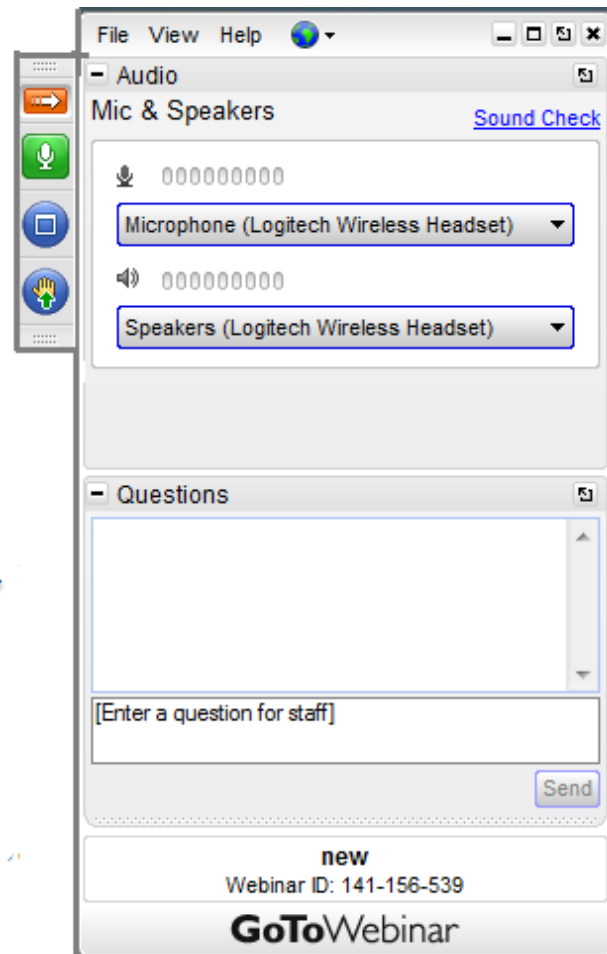 File View Help
Audio
Mic & Speakers
Sound Check
000000000
Microphone (Logitech Wireless Headset)
000000000
Speakers (Logitech Wireless Headset)
Questions
[Enter a question for staff]
Send
new
Webinar ID: 141-156-539
GoToWebinar